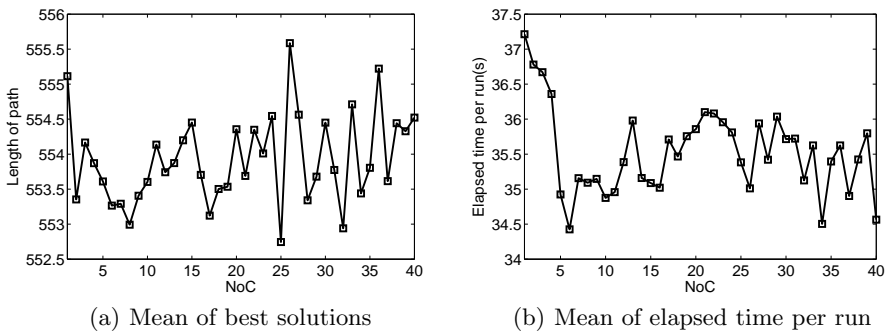 556
555.5
555
554.5
554
553.5
553
552.5
Length of path
5 10 15 20 25 30 35 40
NoC
(a) Mean of best solutions
37.5
37
36.5
36
35.5
35
34.5
34
Elapsed time per run(s)
5 10 15 20 25 30 35 40
NoC
(b) Mean of elapsed time per run